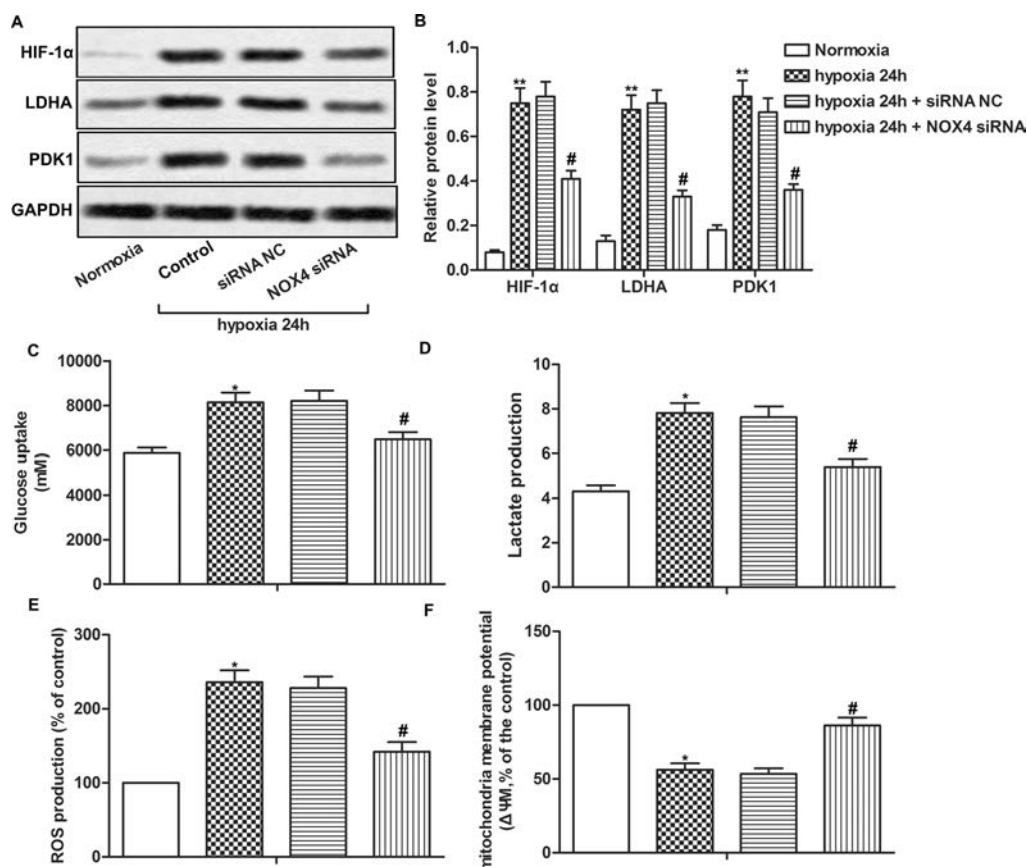 A
HIF-1α
LDHA
PDK1
GAPDH
Normoxia
Control
siRNA NC
NOX4 siRNA
hypoxia 24h
B
Relative protein level
1.0
0.8
0.6
0.4
0.2
0.0
**
#
**
#
**
#
HIF-1α
LDHA
PDK1
Normoxia
hypoxia 24h
hypoxia 24h + siRNA NC
hypoxia 24h + NOX4 siRNA
C
Glucose uptake
(mM)
10000
8000
6000
4000
2000
0
*
#
D
Lactate production
10
8
6
4
2
0
*
#
E
ROS production (% of control)
300
200
100
0
*
#
F
mitochondria membrane potential
(ΔΨM,% of the control)
150
100
50
0
*
#